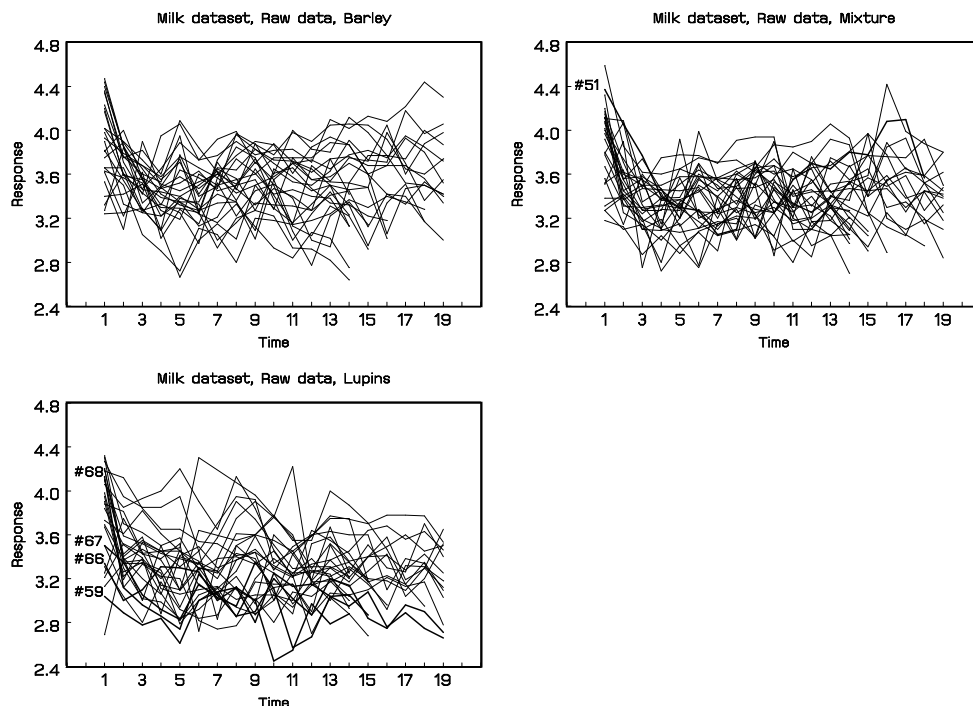 Milk dataset, Raw data, Barley
4.8
4.4
4.0
3.6
3.2
2.8
2.4
Response
1 3 5 7 9 11 13 15 17 19
Time
Milk dataset, Raw data, Mixture
4.8
4.4
4.0
3.6
3.2
2.8
2.4
#51
Response
1 3 5 7 9 11 13 15 17 19
Time
Milk dataset, Raw data, Lupins
4.8
4.4
4.0
3.6
3.2
2.8
2.4
#68
#67
#66
#59
Response
1 3 5 7 9 11 13 15 17 19
Time